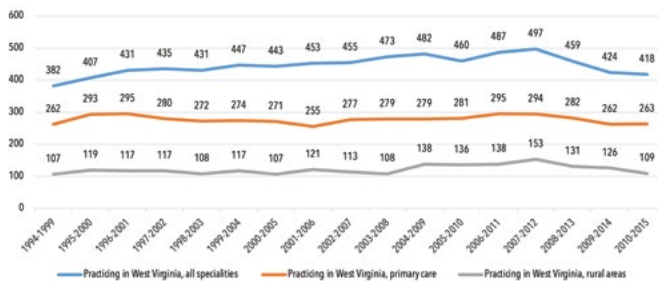 600
500
400
300
200
100
0
382 407 431 435 431 447 443 453 455 473 482 460 487 497 459 424 418
262 293 295 280 272 274 271 255 277 279 279 281 295 294 282 262 263
107 119 117 117 108 117 107 121 113 108 138 136 138 153 131 126 109
1994-1999 1995-2000 1996-2001 1997-2002 1998-2003 1999-2004 2000-2005 2001-2006 2002-2007 2003-2008 2004-2009 2005-2010 2006-2011 2007-2012 2008-2013 2009-2014 2010-2015
Practicing in West Virginia, all specialities Practicing in West Virginia, primary care Practicing in West Virginia, rural areas